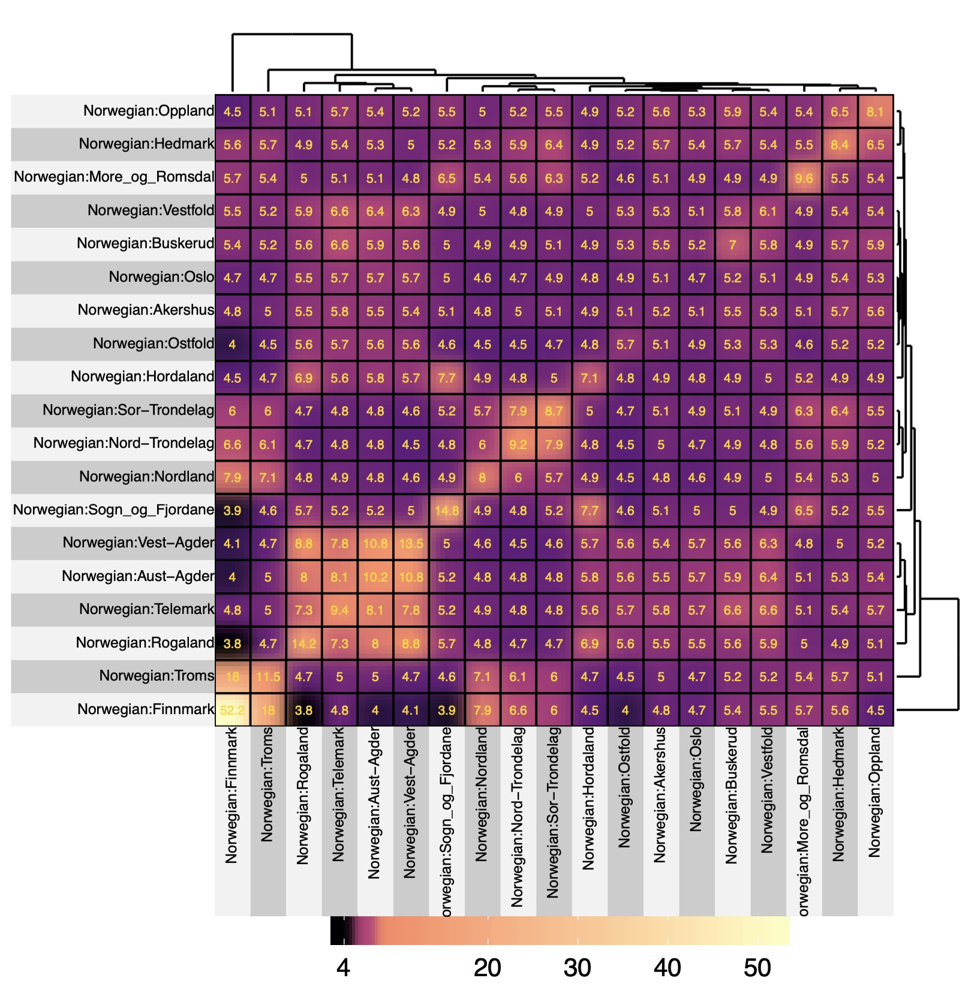 Norwegian:Oppland 4.5 5.1 5.1 5.7 5.4 5.2 5.5 5 5.2 5.5 4.9 5.2 5.6 5.3 5.9 5.4 5.4 6.5 8.1
Norwegian:Hedmark 5.6 5.7 4.9 5.4 5.3 5 5.2 5.3 5.9 6.4 4.9 5.2 5.7 5.4 5.7 5.4 5.5 8.4 6.5
Norwegian:More_og_Romsdal 5.7 5.4 5 5.1 5.1 4.8 6.5 5.4 5.6 6.3 5.2 4.6 5.1 4.9 4.9 4.9 9.6 5.5 5.4
Norwegian:Vestfold 5.5 5.2 5.9 6.6 6.4 6.3 4.9 5 4.8 4.9 5 5.3 5.3 5.1 5.8 6.1 4.9 5.4 5.4
Norwegian:Buskerud 5.4 5.2 5.6 6.6 5.9 5.6 5 4.9 4.9 5.1 4.9 5.3 5.5 5.2 7 5.8 4.9 5.7 5.9
Norwegian:Oslo 4.7 4.7 5.5 5.7 5.7 5.7 5 4.6 4.7 4.9 4.8 4.9 5.1 4.7 5.2 5.1 4.9 5.4 5.3
Norwegian:Akershus 4.8 5 5.5 5.8 5.5 5.4 5.1 4.8 5 5.1 4.9 5.1 5.2 5.1 5.5 5.3 5.1 5.7 5.6
Norwegian:Ostfold 4 4.5 5.6 5.7 5.6 5.6 4.6 4.5 4.5 4.7 4.8 5.7 5.1 4.9 5.3 5.3 4.6 5.2 5.2
Norwegian:Hordaland 4.5 4.7 6.9 5.6 5.8 5.7 7.7 4.9 4.8 5 7.1 4.8 4.9 4.8 4.9 5 5.2 4.9 4.9
Norwegian:Sor−Trondelag 6 6 4.7 4.8 4.8 4.6 5.2 5.7 7.9 8.7 5 4.7 5.1 4.9 5.1 4.9 6.3 6.4 5.5
Norwegian:Nord−Trondelag 6.6 6.1 4.7 4.8 4.8 4.5 4.8 6 9.2 7.9 4.8 4.5 5 4.7 4.9 4.8 5.6 5.9 5.2
Norwegian:Nordland 7.9 7.1 4.8 4.9 4.8 4.6 4.9 8 6 5.7 4.9 4.5 4.8 4.6 4.9 5 5.4 5.3 5
Norwegian:Sogn_og_Fjordane 3.9 4.6 5.7 5.2 5.2 5 14.8 4.9 4.8 5.2 7.7 4.6 5.1 5 5 4.9 6.5 5.2 5.5
Norwegian:Vest−Agder 4.1 4.7 8.8 7.8 10.8 13.5 5 4.6 4.5 4.6 5.7 5.6 5.4 5.7 5.6 6.3 4.8 5 5.2
Norwegian:Aust−Agder 4 5 8 8.1 10.2 10.8 5.2 4.8 4.8 4.8 5.8 5.6 5.5 5.7 5.9 6.4 5.1 5.3 5.4
Norwegian:Telemark 4.8 5 7.3 9.4 8.1 7.8 5.2 4.9 4.8 4.8 5.6 5.7 5.8 5.7 6.6 6.6 5.1 5.4 5.7
Norwegian:Rogaland 3.8 4.7 14.2 7.3 8 8.8 5.7 4.8 4.7 4.7 6.9 5.6 5.5 5.5 5.6 5.9 5 4.9 5.1
Norwegian:Troms 18 11.5 4.7 5 5 4.7 4.6 7.1 6.1 6 4.7 4.5 5 4.7 5.2 5.2 5.4 5.7 5.1
Norwegian:Finnmark 52.2 18 3.8 4.8 4 4.1 3.9 7.9 6.6 6 4.5 4 4.8 4.7 5.4 5.5 5.7 5.6 4.5
Norwegian:Finnmark
Norwegian:Troms
Norwegian:Rogaland
Norwegian:Telemark
Norwegian:Aust−Agder
Norwegian:Vest−Agder
orwegian:Sogn_og_Fjordane
Norwegian:Nordland
Norwegian:Nord−Trondelag
Norwegian:Sor−Trondelag
Norwegian:Hordaland
Norwegian:Ostfold
Norwegian:Akershus
Norwegian:Oslo
Norwegian:Buskerud
Norwegian:Vestfold
orwegian:More_og_Romsdal
Norwegian:Hedmark
Norwegian:Oppland
4 20 30 40 50